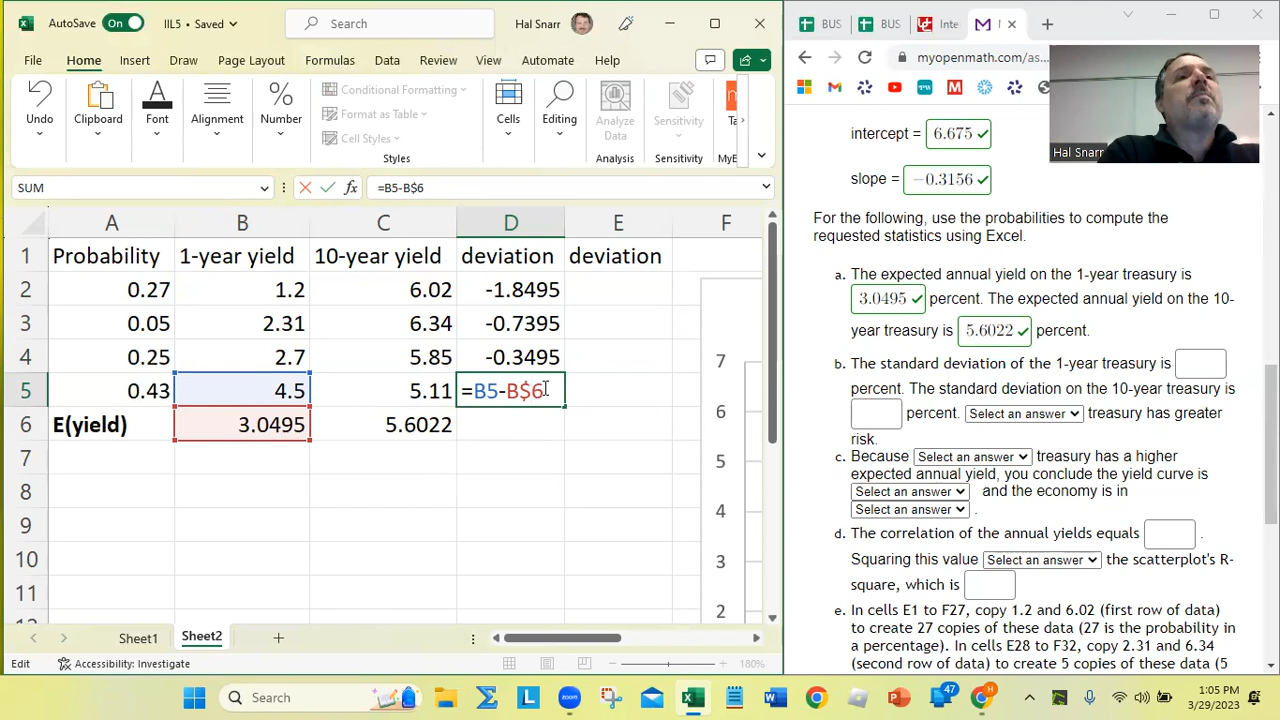 AutoSave On IIL5 • Saved Search Hal Snarr
File Home Insert Draw Page Layout Formulas Data Review View Automate Help
Undo Clipboard Font Alignment Number Conditional Formatting Format as Table Cell Styles Styles Cells Editing Analyze Data Analysis Sensitivity Sensitivity Ta MyE
SUM fx =B5-B$6
A B C D E F
1 Probability 1-year yield 10-year yield deviation deviation
2 0.27 1.2 6.02 -1.8495
3 0.05 2.31 6.34 -0.7395
4 0.25 2.7 5.85 -0.3495
5 0.43 4.5 5.11 =B5-B$6
6 E(yield) 3.0495 5.6022
7
8
9
10
11
7
6
5
4
3
2
Sheet1 Sheet2
Edit Accessibility: Investigate 180%
BUS BUS Inte
myopenmath.com/as...
Hal Snarr
intercept = 6.675
slope = −0.3156
For the following, use the probabilities to compute the
requested statistics using Excel.
a. The expected annual yield on the 1-year treasury is
3.0495 percent. The expected annual yield on the 10-
year treasury is 5.6022 percent.
b. The standard deviation of the 1-year treasury is
percent. The standard deviation on the 10-year treasury is
percent. Select an answer treasury has greater
risk.
c. Because Select an answer treasury has a higher
expected annual yield, you conclude the yield curve is
Select an answer and the economy is in
Select an answer .
d. The correlation of the annual yields equals .
Squaring this value Select an answer the scatterplot's R-
square, which is
e. In cells E1 to F27, copy 1.2 and 6.02 (first row of data)
to create 27 copies of these data (27 is the probability in
a percentage). In cells E28 to F32, copy 2.31 and 6.34
(second row of data) to create 5 copies of these data (5
Search 47 1:05 PM
3/29/2023